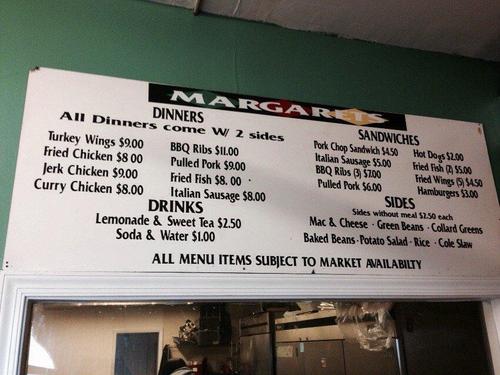 MARGARETS
DINNERS
All Dinners come W/ 2 sides
Turkey Wings $9.00
Fried Chicken $8 00
Jerk Chicken $9.00
Curry Chicken $8.00
BBQ Ribs $11.00
Pulled Pork $9.00
Fried Fish $8. 00
Italian Sausage $8.00
DRINKS
Lemonade & Sweet Tea $2.50
Soda & Water $1.00
SANDWICHES
Pork Chop Sandwich $4.50
Italian Sausage $5.00
BBQ Ribs (3) $7.00
Pulled Pork $6.00
Hot Dogs $2.00
Fried Fish (2) $5.00
Fried Wings (5) $4.50
Hamburgers $3.00
SIDES
Sides without meal $2.50 each
Mac & Cheese · Green Beans · Collard Greens
Baked Beans · Potato Salad · Rice · Cole Slaw
ALL MENU ITEMS SUBJECT TO MARKET AVAILABILTY